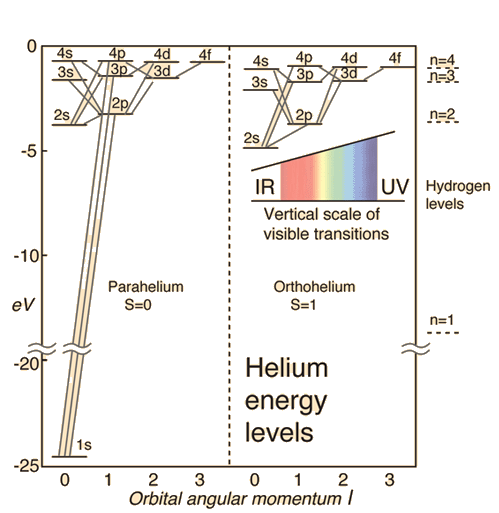 0
4s 4p 4d 4f
3s 3p 3d
2s 2p
4s 4p 4d 4f
3s 3p 3d
2s 2p
n=4
n=3
n=2
-5
IR UV
Vertical scale of
visible transitions
Hydrogen
levels
-10
eV
Parahelium
S=0
Orthohelium
S=1
n=1
-20
Helium
energy
levels
1s
-25
0 1 2 3 0 1 2 3
Orbital angular momentum l